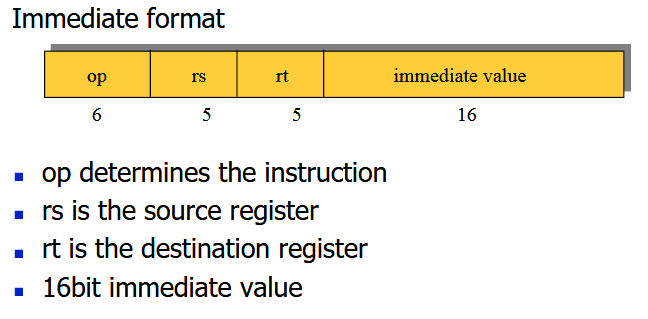 Immediate format
op rs rt immediate value
6 5 5 16
op determines the instruction
rs is the source register
rt is the destination register
16bit immediate value